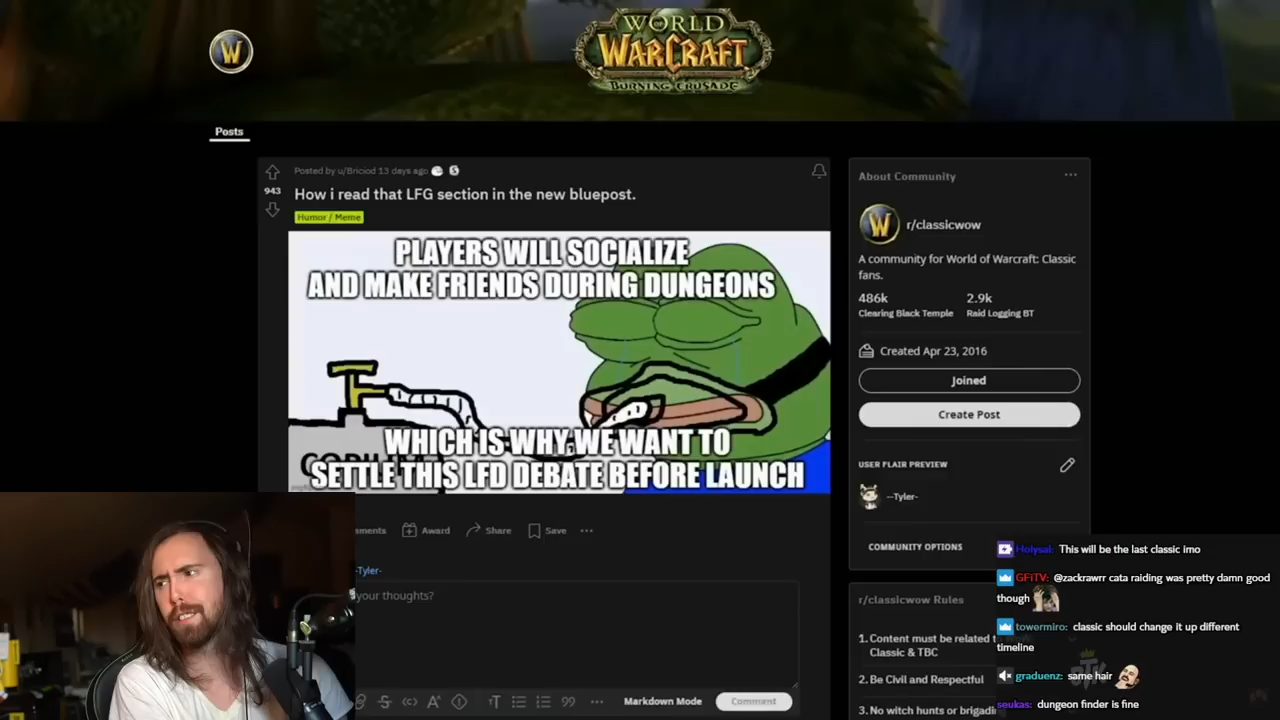 WORLD
OF
WARCRAFT
BURNING CRUSADE
W
Posts
Posted by u/Briciod 13 days ago
943
How i read that LFG section in the new bluepost.
Humor / Meme
PLAYERS WILL SOCIALIZE
AND MAKE FRIENDS DURING DUNGEONS
WHICH IS WHY WE WANT TO
SETTLE THIS LFD DEBATE BEFORE LAUNCH
ments
Award
Share
Save
-Tyler-
your thoughts?
Markdown Mode
Comment
About Community
W
r/classicwow
A community for World of Warcraft: Classic
fans.
486k 2.9k
Clearing Black Temple Raid Logging BT
Created Apr 23, 2016
Joined
Create Post
USER FLAIR PREVIEW
--Tyler-
COMMUNITY OPTIONS
r/classicwow Rules
1. Content must be related t
Classic & TBC
2. Be Civil and Respectful
3. No witch hunts or brigadi
Holysal: This will be the last classic imo
GFiTV: @zackrawrr cata raiding was pretty damn good
though
towermiro: classic should change it up different
timeline
graduenz: same hair
seukas: dungeon finder is fine